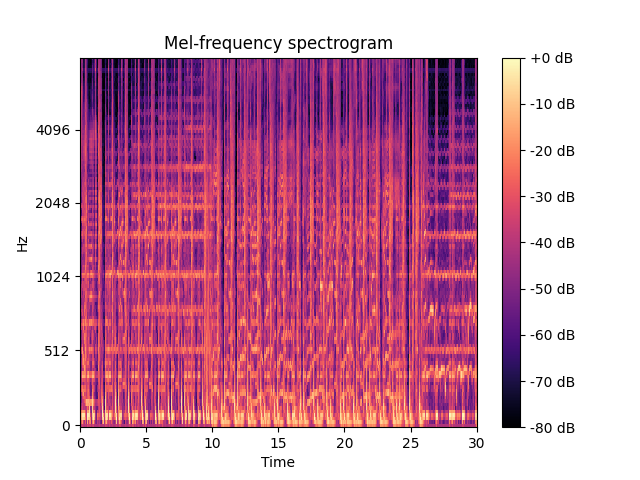 Mel-frequency spectrogram
Hz
4096
2048
1024
512
0
0 5 10 15 20 25 30
Time
+0 dB
-10 dB
-20 dB
-30 dB
-40 dB
-50 dB
-60 dB
-70 dB
-80 dB